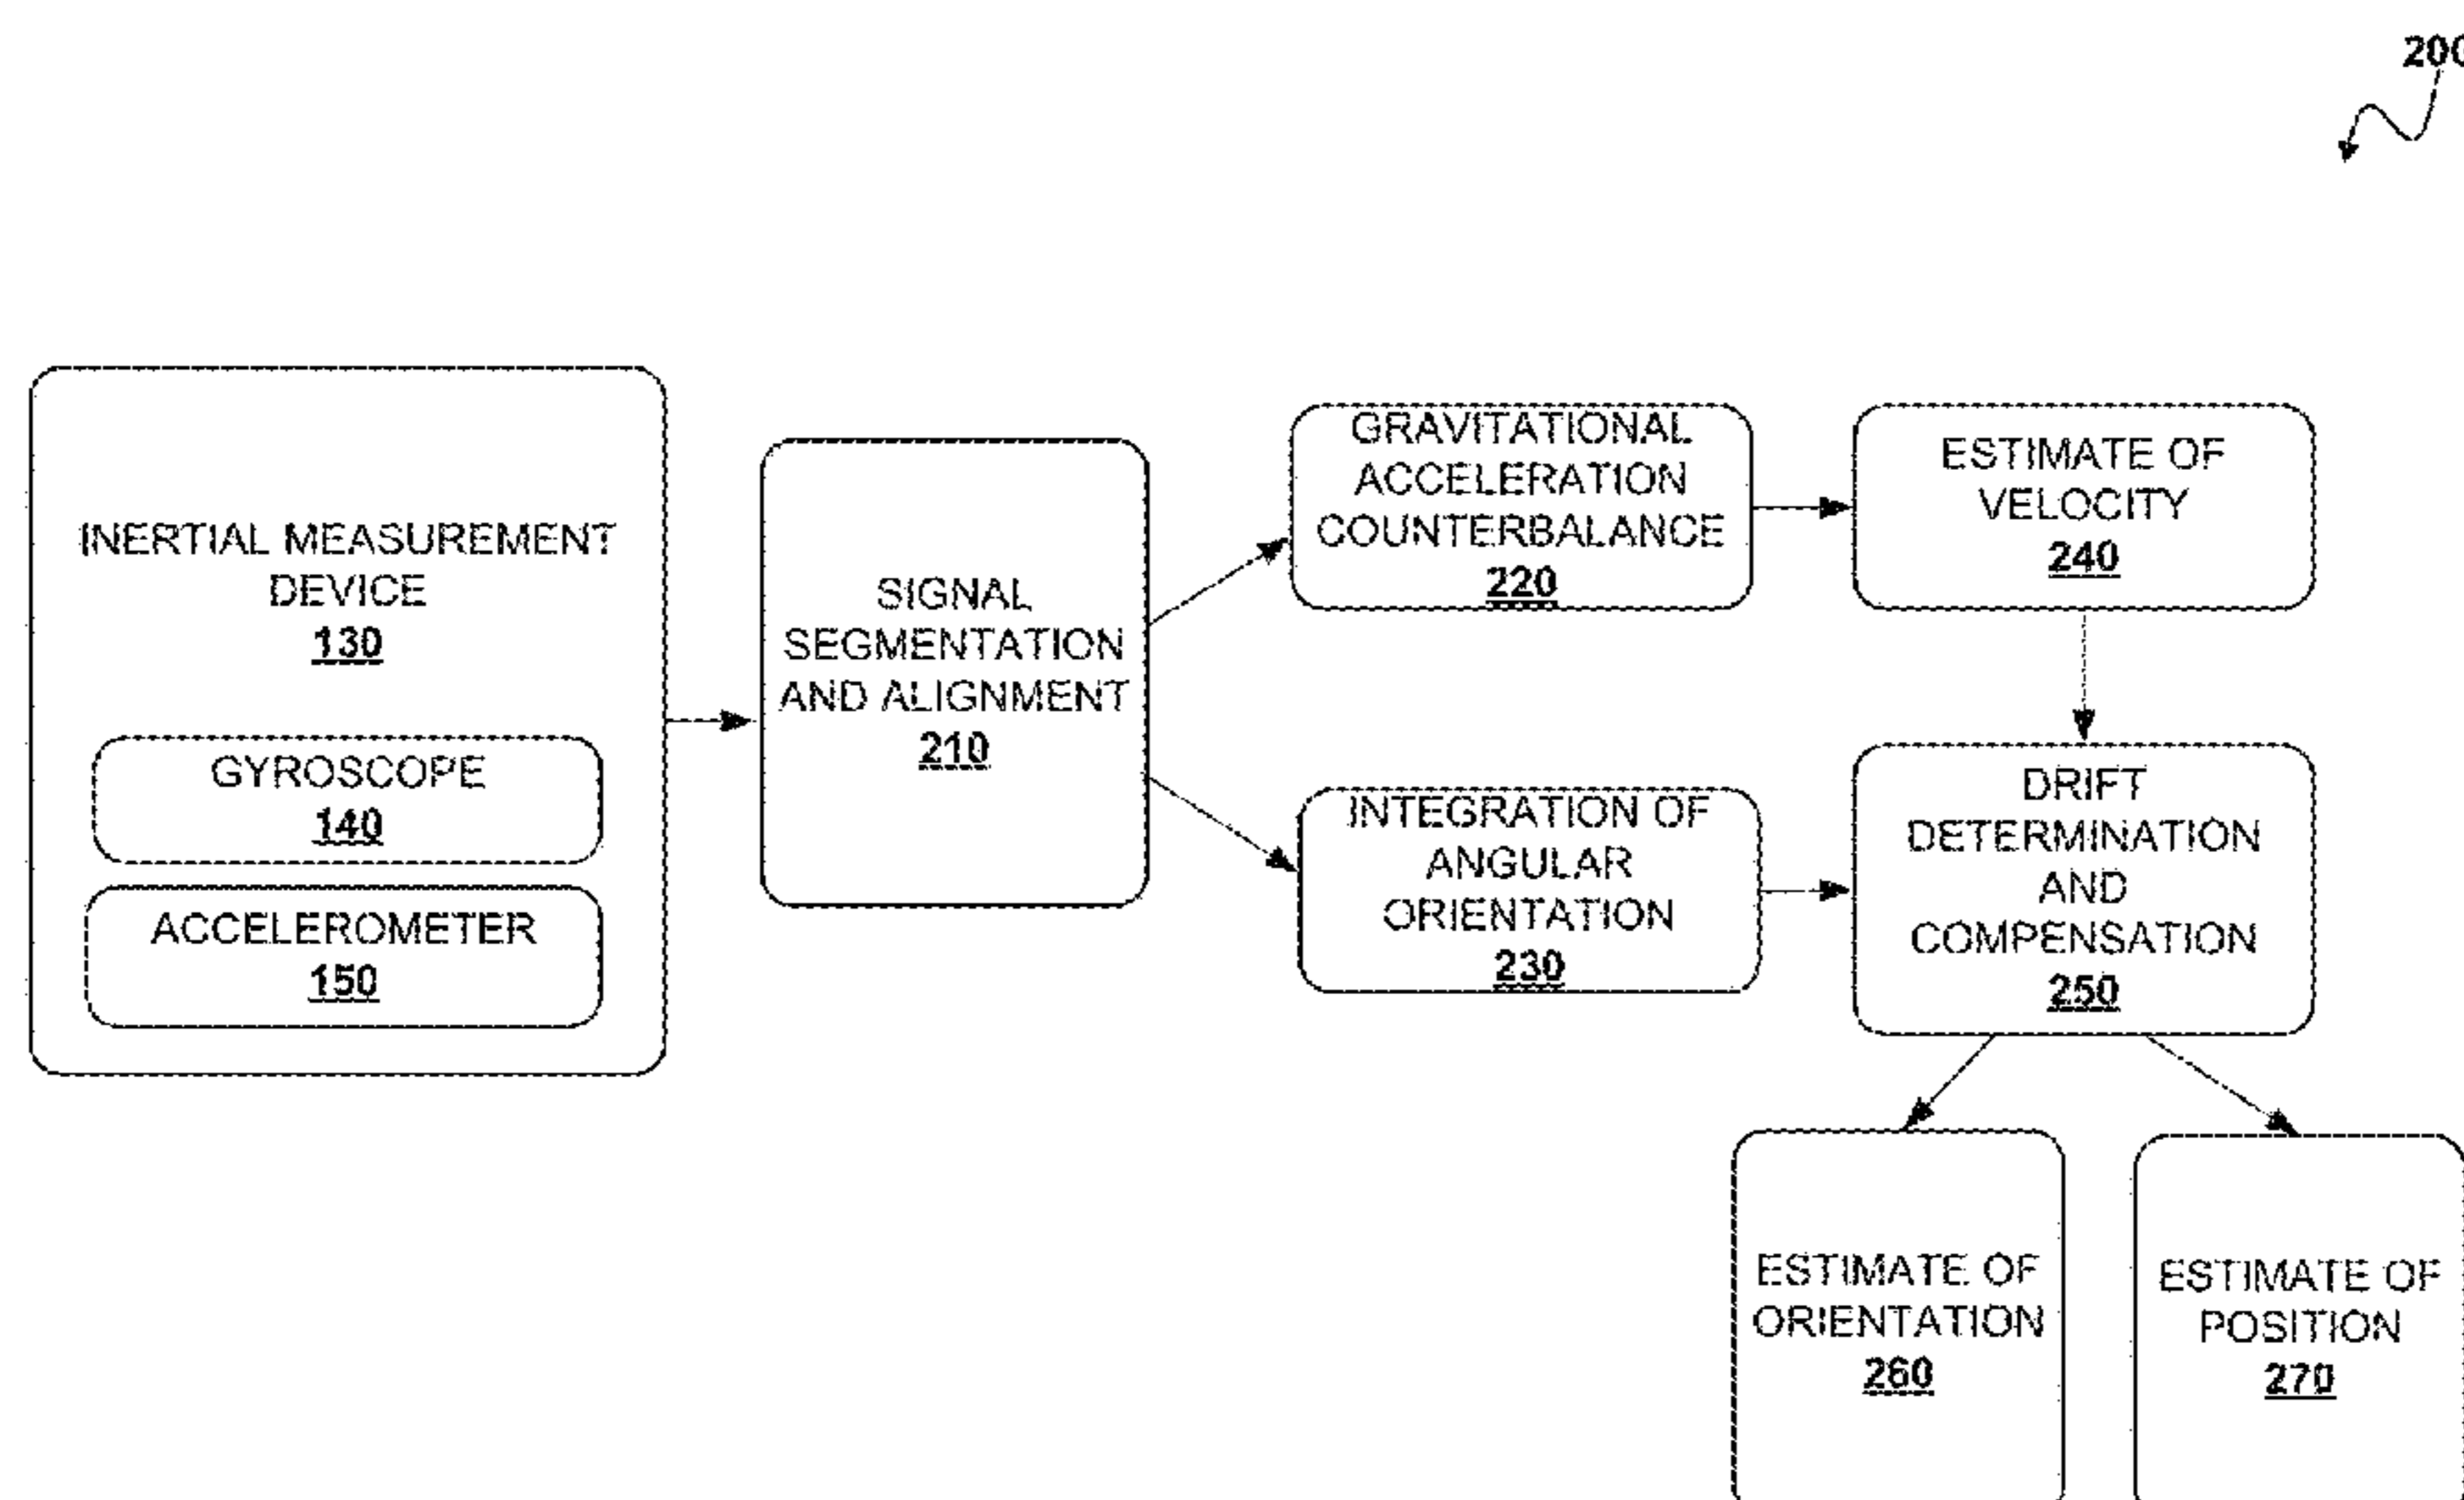 200
INERTIAL MEASUREMENT
DEVICE
130
GYROSCOPE
140
ACCELEROMETER
150
SIGNAL
SEGMENTATION
AND ALIGNMENT
210
GRAVITATIONAL
ACCELERATION
COUNTERBALANCE
220
INTEGRATION OF
ANGULAR
ORIENTATION
230
ESTIMATE OF
VELOCITY
240
DRIFT
DETERMINATION
AND
COMPENSATION
250
ESTIMATE OF
ORIENTATION
260
ESTIMATE OF
POSITION
270